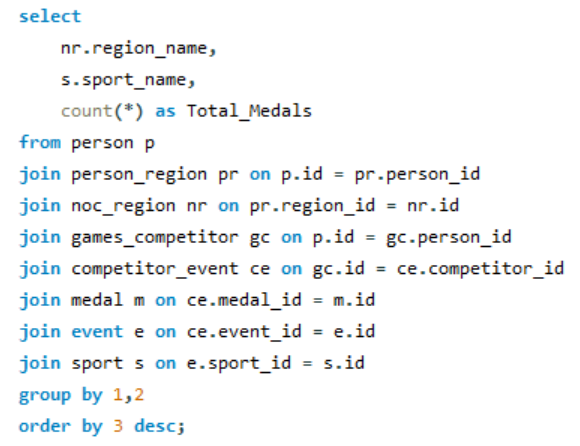 select
    nr.region_name,
    s.sport_name,
    count(*) as Total_Medals
from person p
join person_region pr on p.id = pr.person_id
join noc_region nr on pr.region_id = nr.id
join games_competitor gc on p.id = gc.person_id
join competitor_event ce on gc.id = ce.competitor_id
join medal m on ce.medal_id = m.id
join event e on ce.event_id = e.id
join sport s on e.sport_id = s.id
group by 1,2
order by 3 desc;